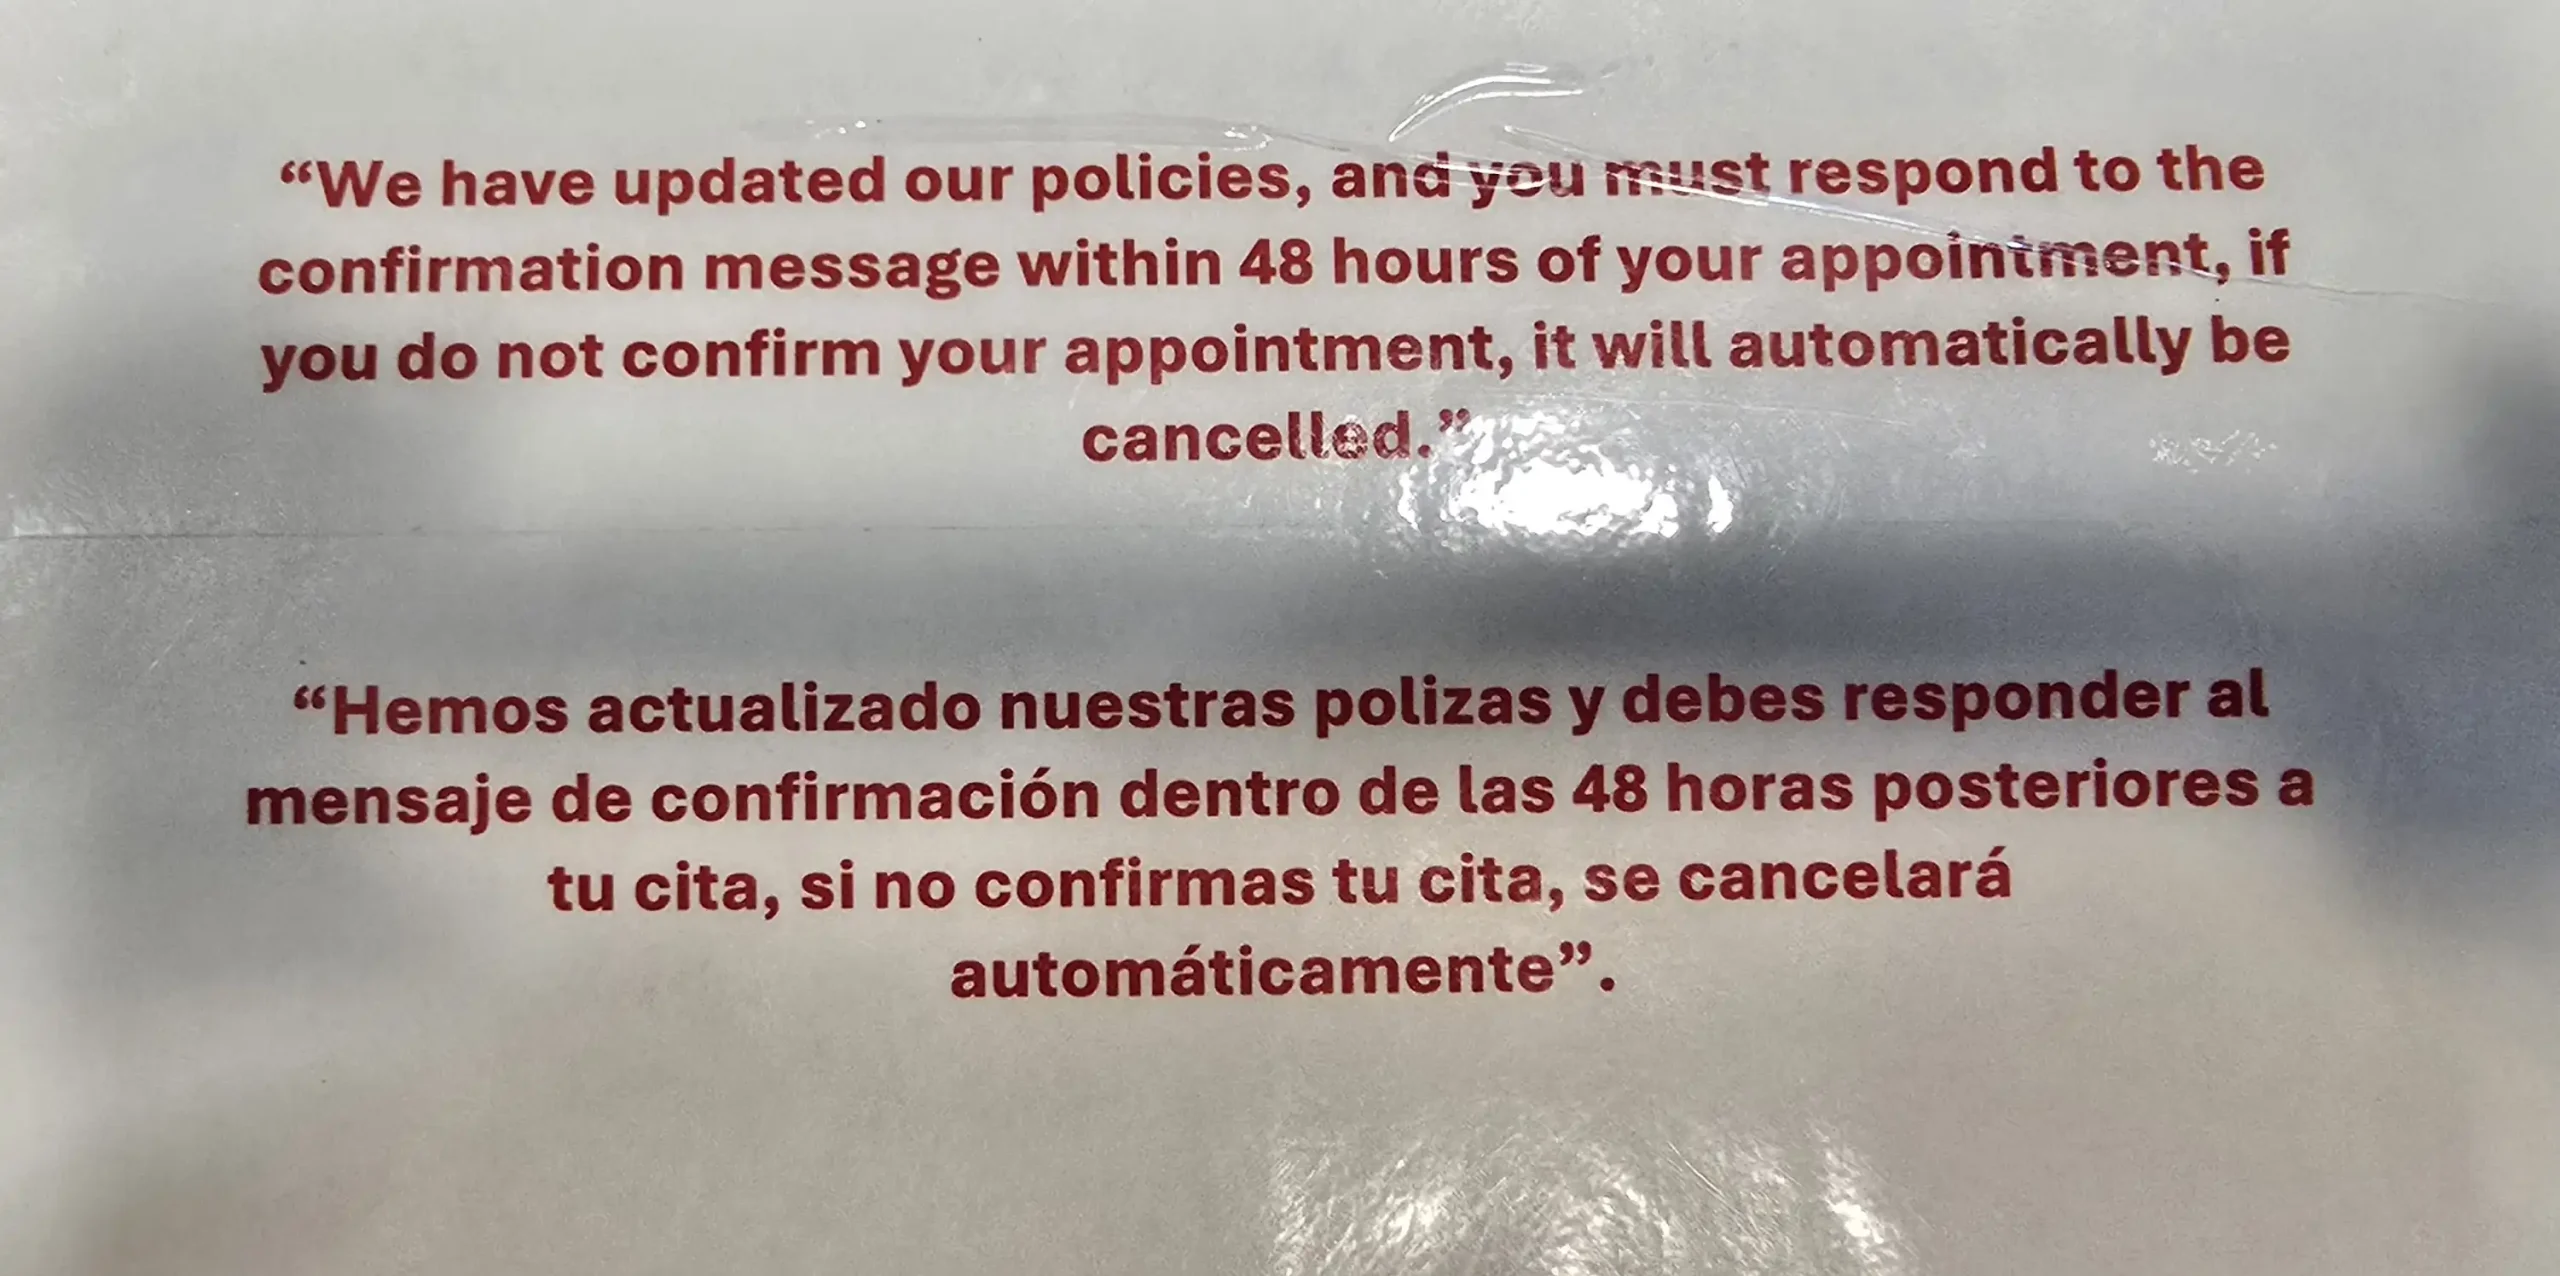 “We have updated our policies, and you must respond to the
confirmation message within 48 hours of your appointment, if
you do not confirm your appointment, it will automatically be
cancelled.”
“Hemos actualizado nuestras polizas y debes responder al
mensaje de confirmación dentro de las 48 horas posteriores a
tu cita, si no confirmas tu cita, se cancelará
automáticamente”.